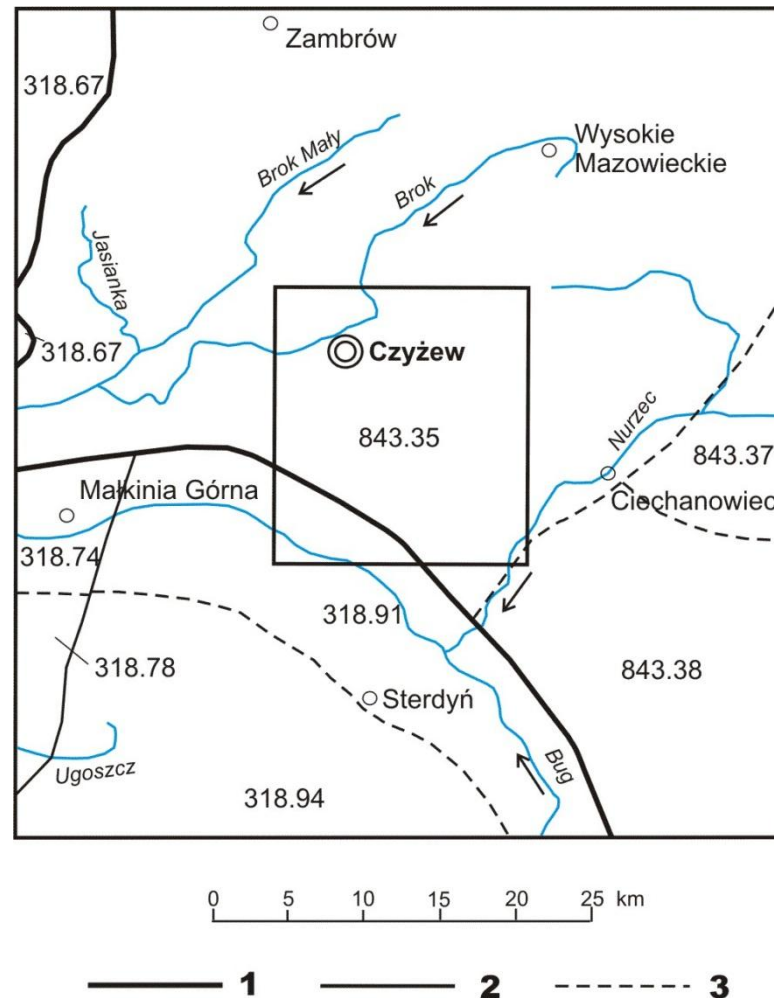 Zambrów
318.67
Wysokie
Mazowieckie
Brok Mały
Brok
Jasianka
318.67
Czyżew
843.35
Nurzec
843.37
Ciechanowiec
Małkinia Górna
318.74
318.91
318.78
843.38
Sterdyń
Bug
Ugoszcz
318.94
0 5 10 15 20 25 km
1 2 3